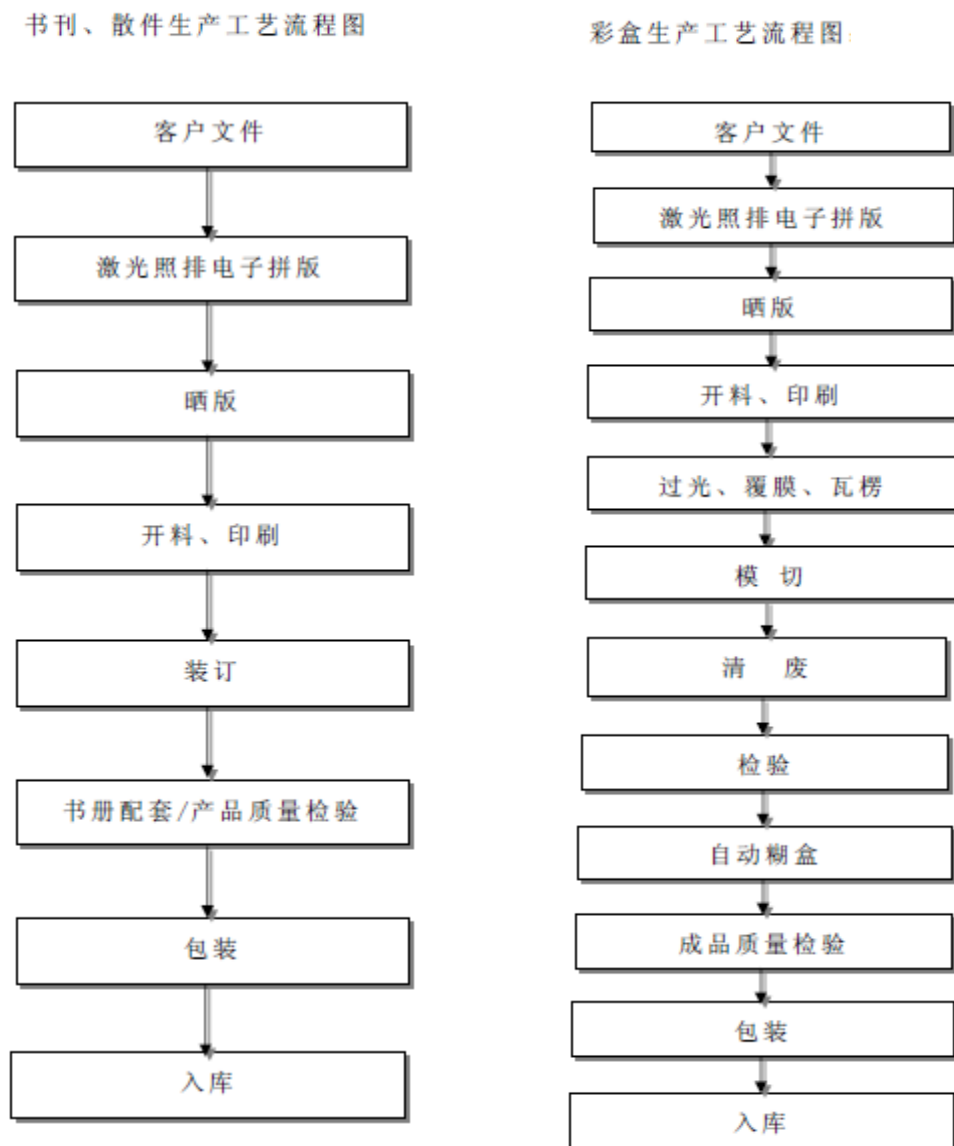 书刊、散件生产工艺流程图
客户文件
激光照排电子拼版
晒版
开料、印刷
装订
书册配套/产品质量检验
包装
入库
彩盒生产工艺流程图:
客户文件
激光照排电子拼版
晒版
开料、印刷
过光、覆膜、瓦楞
模 切
清 废
检验
自动糊盒
成品质量检验
包装
入库